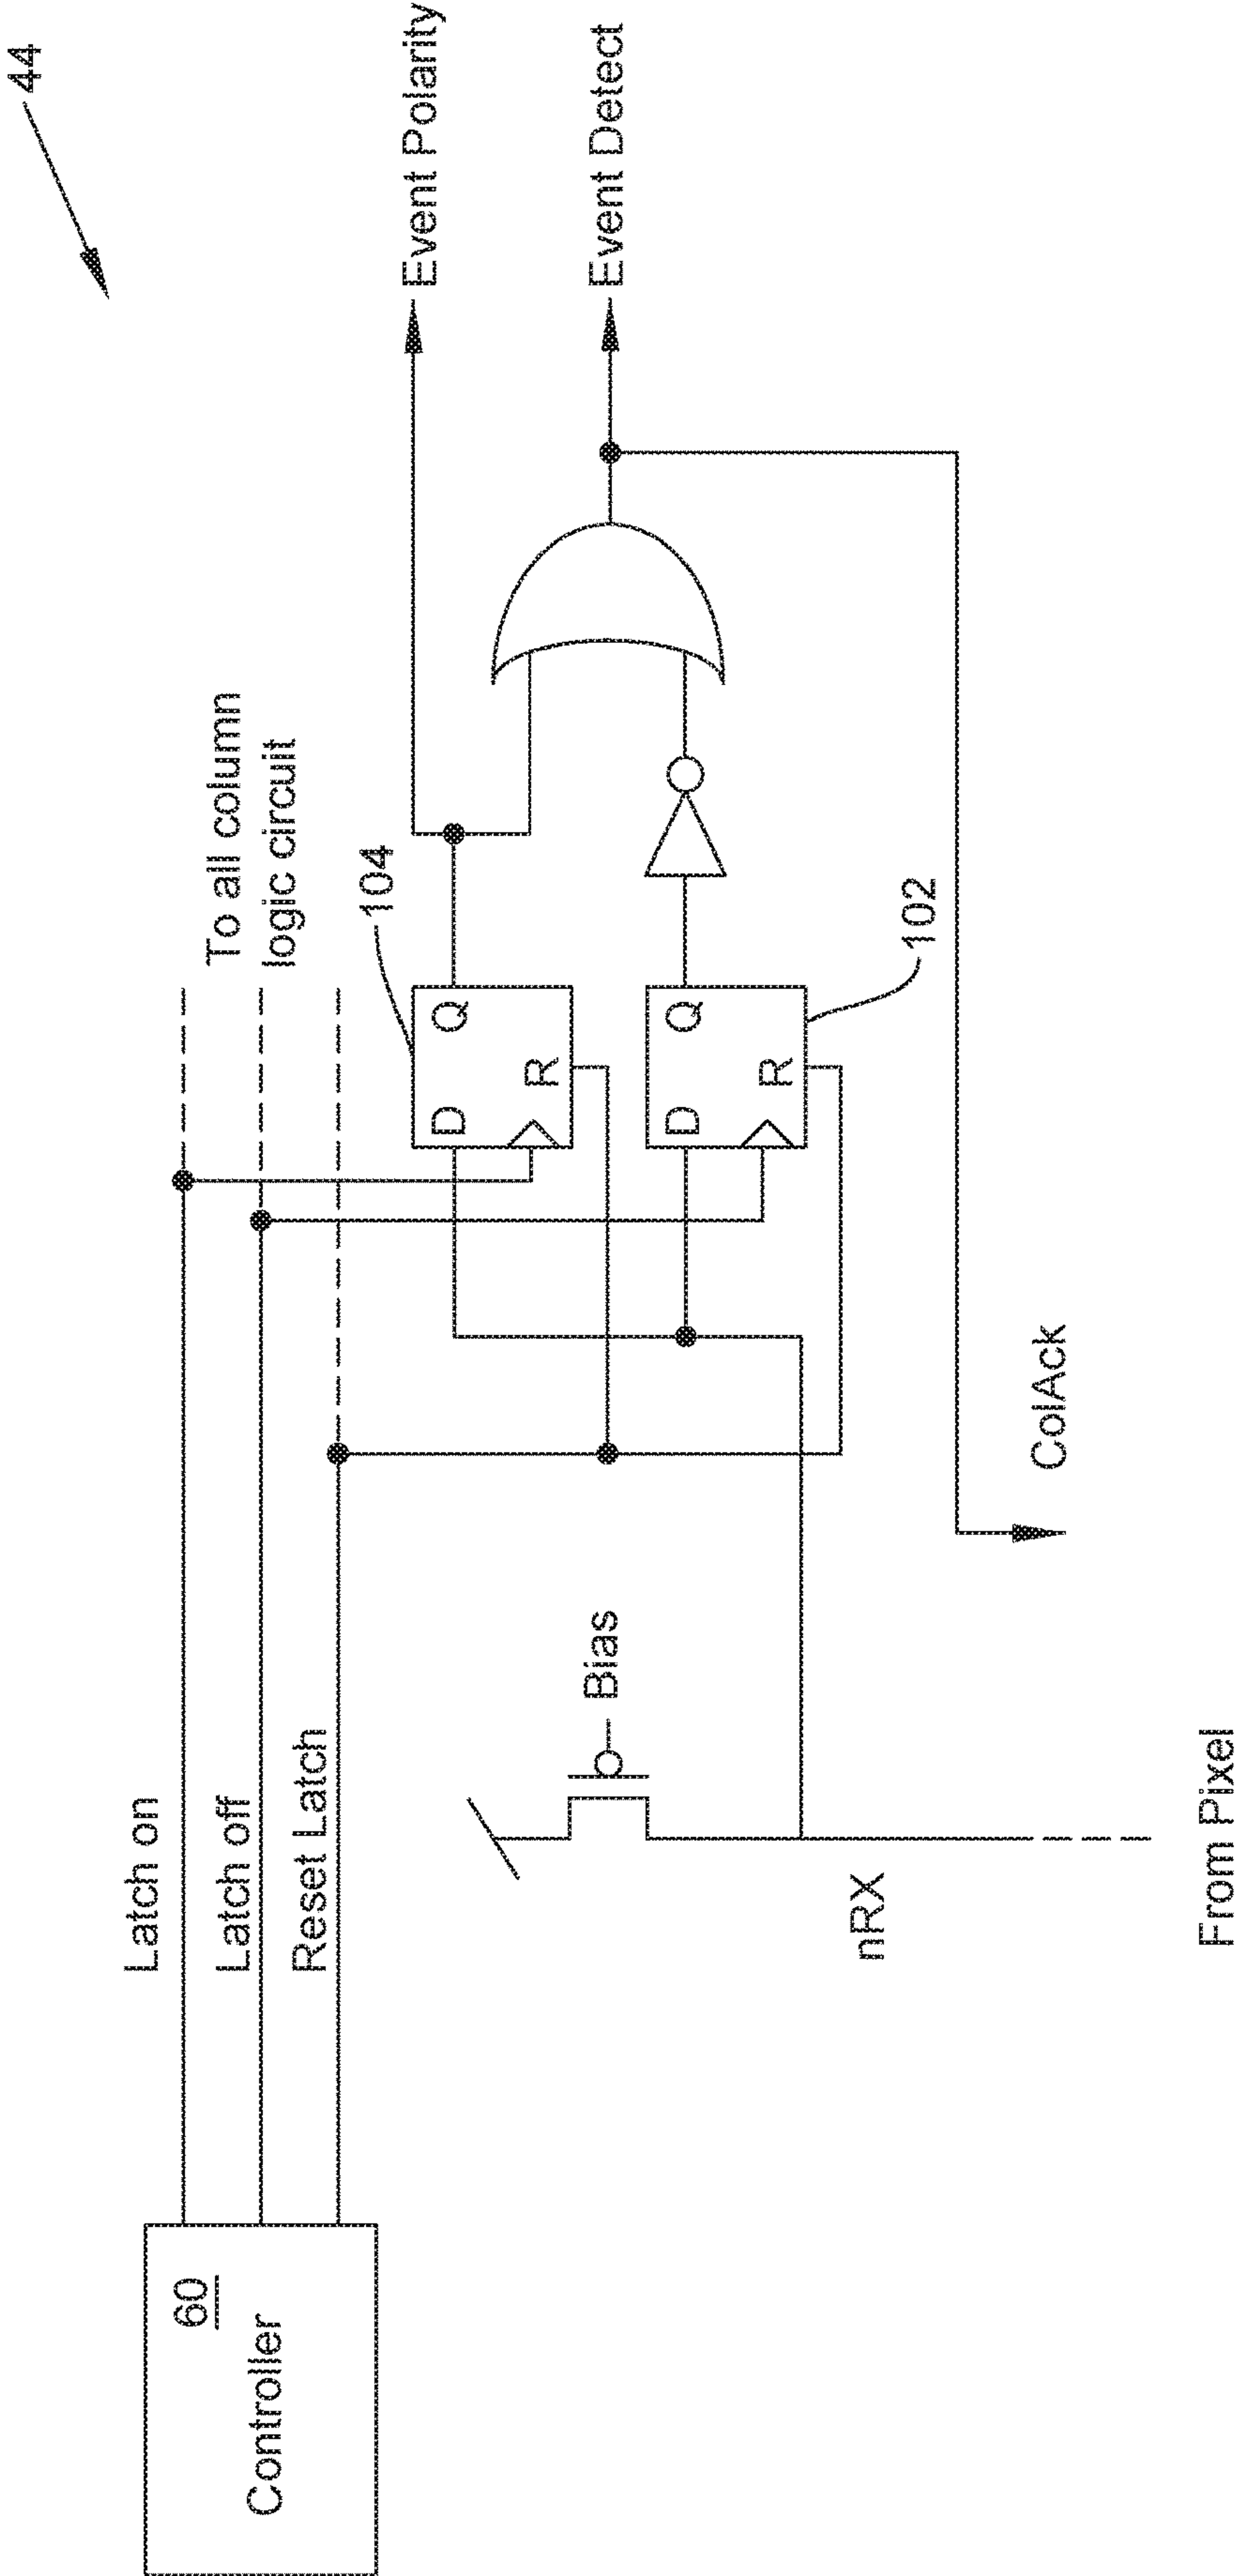 44
Latch on
Latch off
Reset Latch
To all column
logic circuit
60
Controller
104
D
Q
R
Event Polarity
Bias
D
Q
R
102
Event Detect
nRX
ColAck
From Pixel